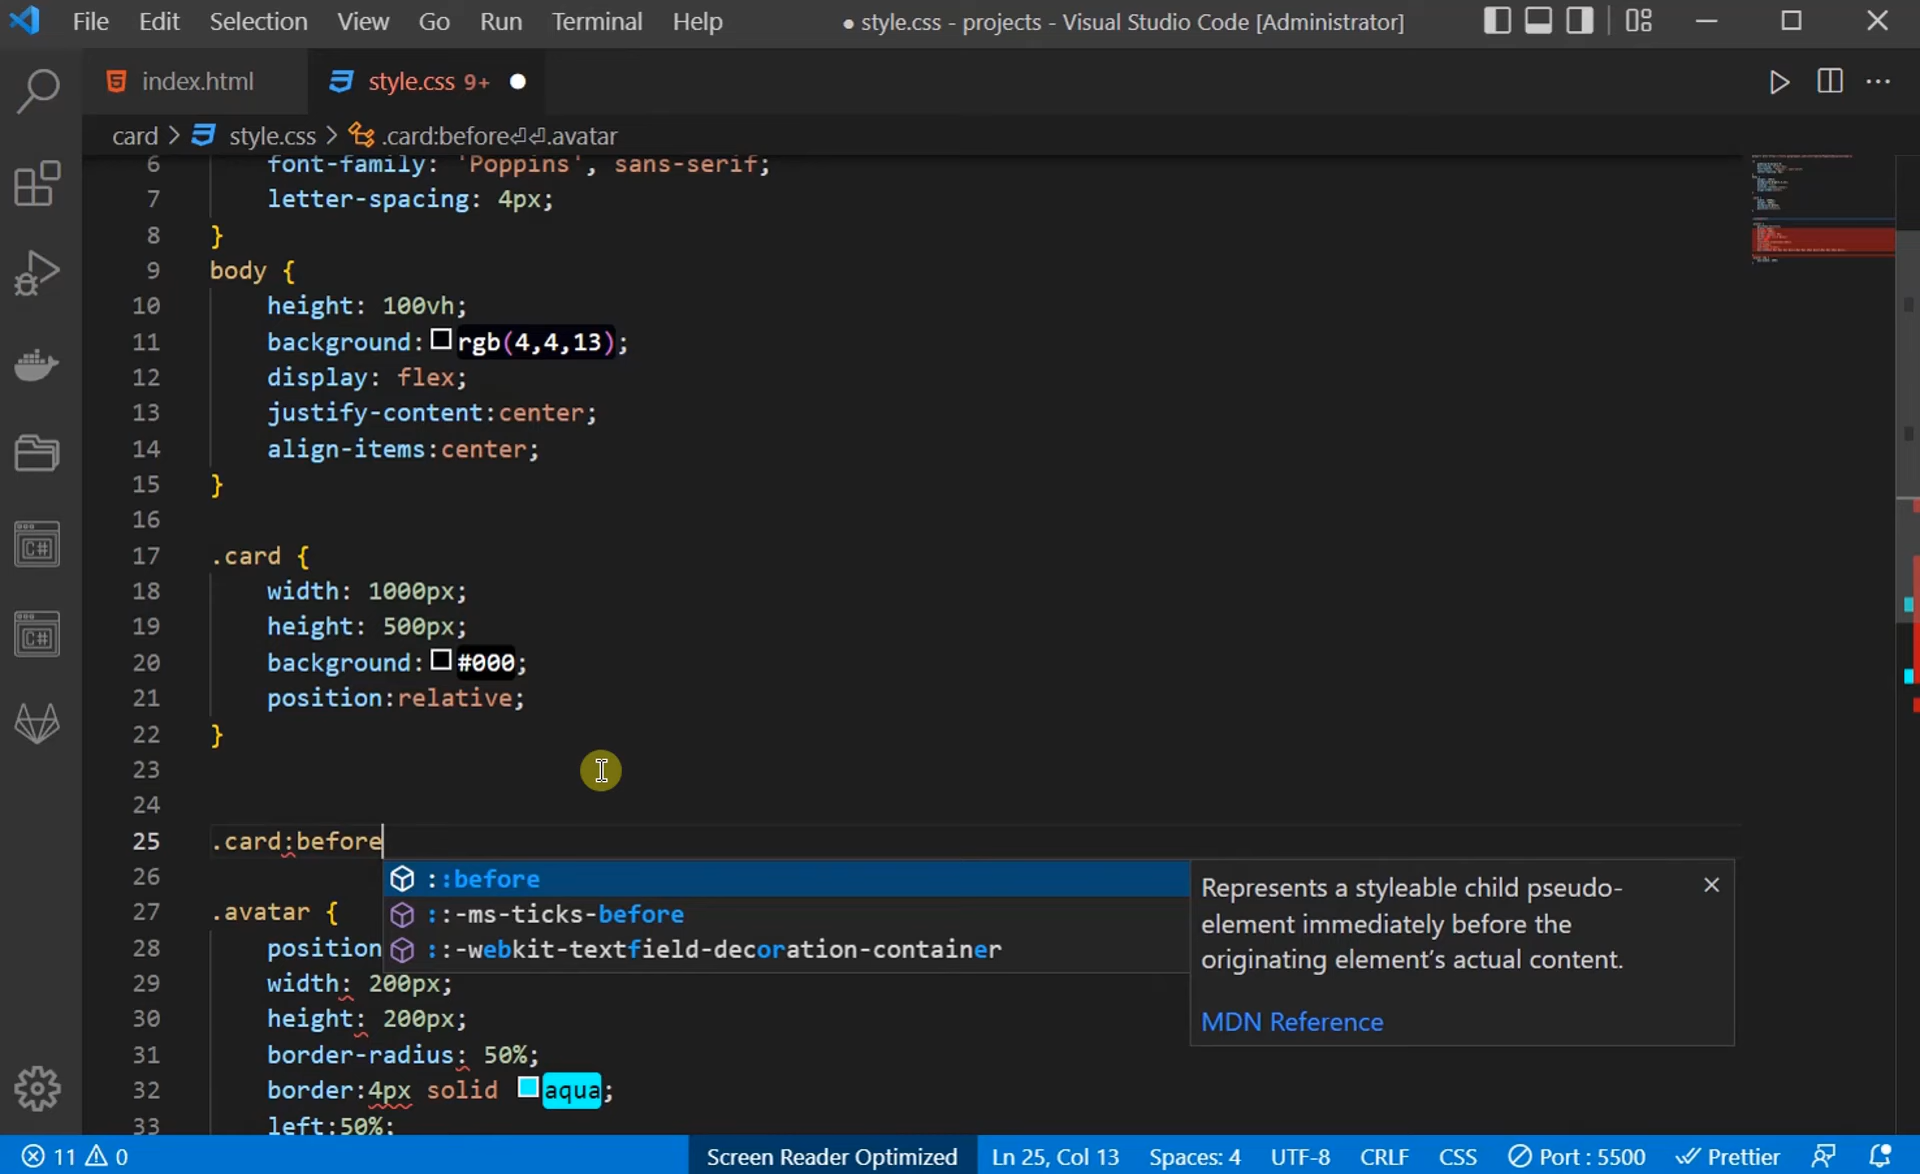 File Edit Selection View Go Run Terminal Help ● style.css - projects - Visual Studio Code [Administrator]
index.html style.css 9+
card > style.css > .card:before⏎⏎.avatar
6 font-family: 'Poppins', sans-serif;
7 letter-spacing: 4px;
8 }
9 body {
10 height: 100vh;
11 background: rgb(4,4,13);
12 display: flex;
13 justify-content:center;
14 align-items:center;
15 }
16
17 .card {
18 width: 1000px;
19 height: 500px;
20 background: #000;
21 position:relative;
22 }
23
24
25 .card:before
26
::before
::-ms-ticks-before
::-webkit-textfield-decoration-container
Represents a styleable child pseudo-
element immediately before the
originating element's actual content.
MDN Reference
27 .avatar {
28 position
29 width: 200px;
30 height: 200px;
31 border-radius: 50%;
32 border:4px solid aqua;
33 left:50%;
11 0 Screen Reader Optimized Ln 25, Col 13 Spaces: 4 UTF-8 CRLF CSS Port : 5500 Prettier